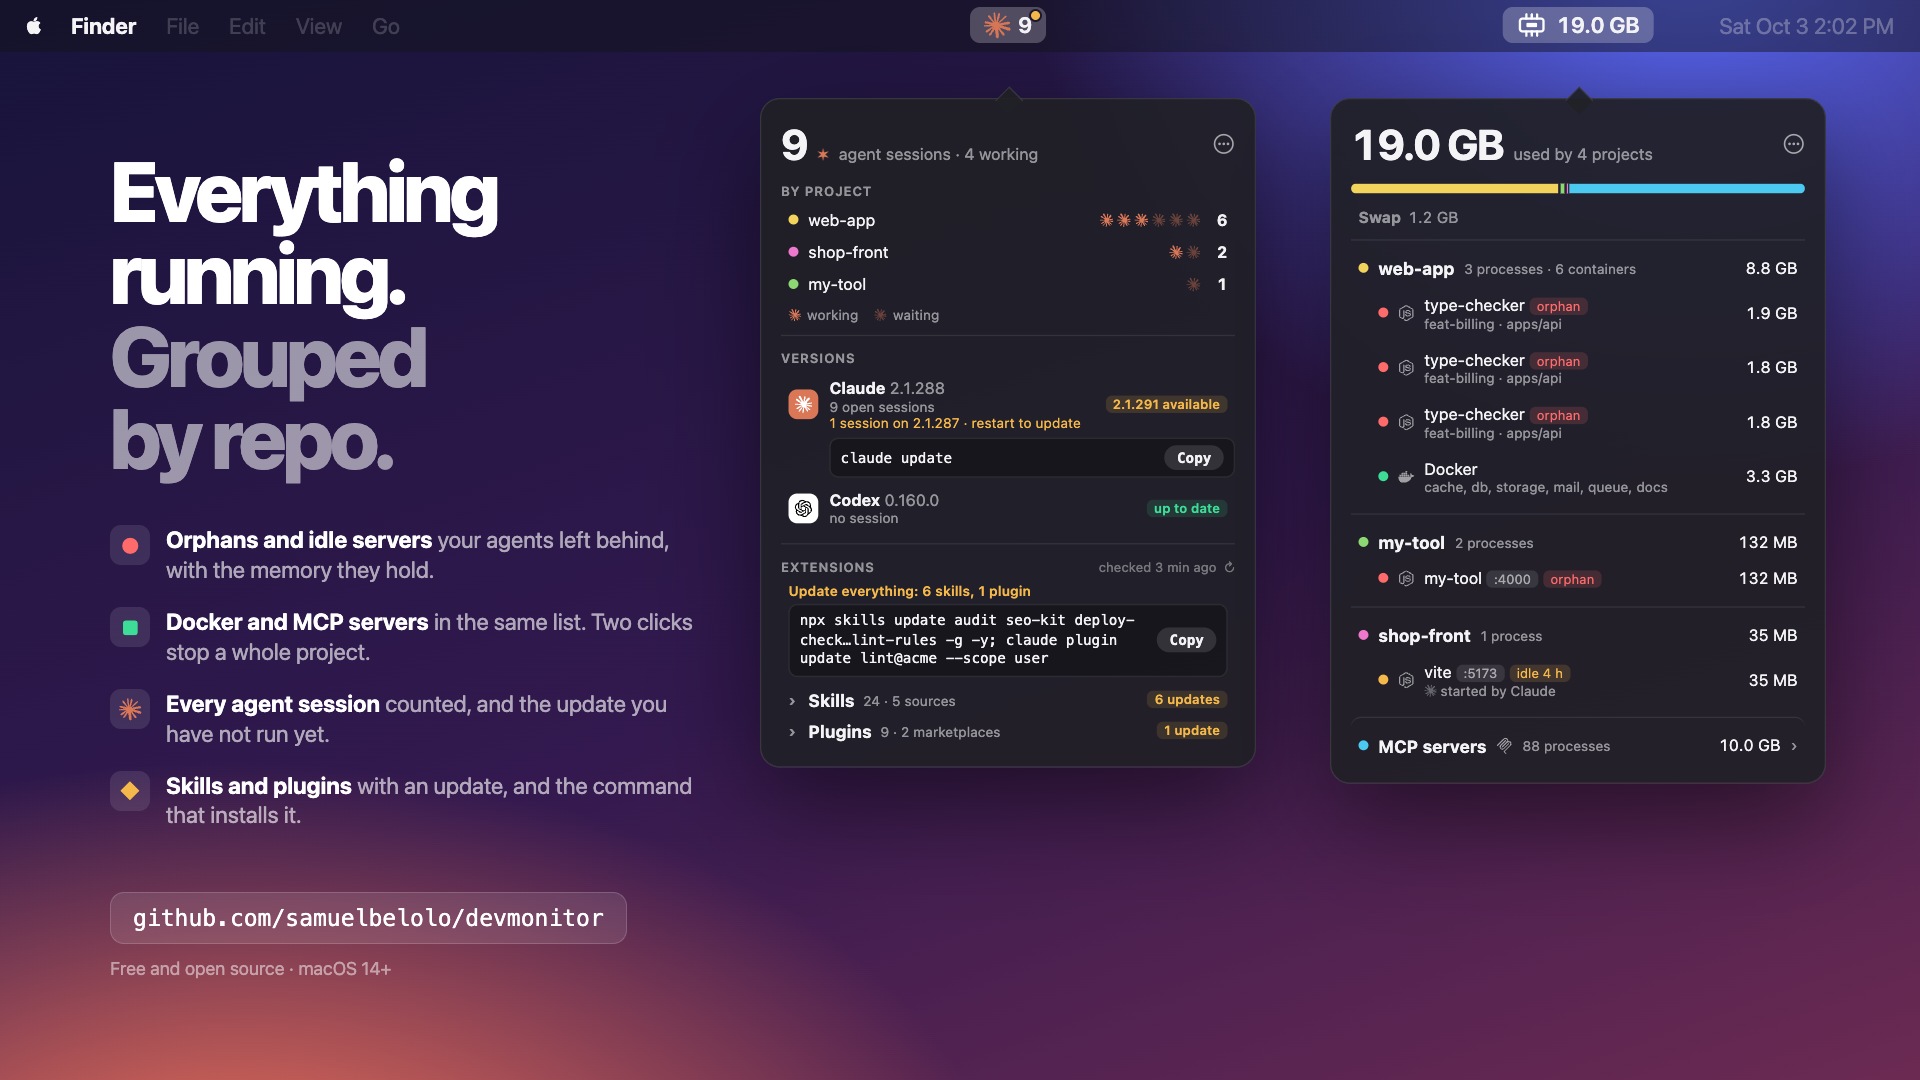 Finder File Edit View Go
9
19.0 GB
Sat Oct 3 2:02 PM
Everything
running.
Grouped
by repo.
Orphans and idle servers your agents left behind,
with the memory they hold.
Docker and MCP servers in the same list. Two clicks
stop a whole project.
Every agent session counted, and the update you
have not run yet.
Skills and plugins with an update, and the command
that installs it.
github.com/samuelbelolo/devmonitor
Free and open source · macOS 14+
9 agent sessions · 4 working
BY PROJECT
web-app 6
shop-front 2
my-tool 1
working waiting
VERSIONS
Claude 2.1.288
9 open sessions
2.1.291 available
1 session on 2.1.287 · restart to update
claude update Copy
Codex 0.160.0
no session
up to date
EXTENSIONS checked 3 min ago
Update everything: 6 skills, 1 plugin
npx skills update audit seo-kit deploy-
check…lint-rules -g -y; claude plugin
update lint@acme --scope user
Copy
Skills 24 · 5 sources 6 updates
Plugins 9 · 2 marketplaces 1 update
19.0 GB used by 4 projects
Swap 1.2 GB
web-app 3 processes · 6 containers 8.8 GB
type-checker orphan 1.9 GB
feat-billing · apps/api
type-checker orphan 1.8 GB
feat-billing · apps/api
type-checker orphan 1.8 GB
feat-billing · apps/api
Docker 3.3 GB
cache, db, storage, mail, queue, docs
my-tool 2 processes 132 MB
my-tool :4000 orphan 132 MB
shop-front 1 process 35 MB
vite :5173 idle 4 h 35 MB
started by Claude
MCP servers 88 processes 10.0 GB